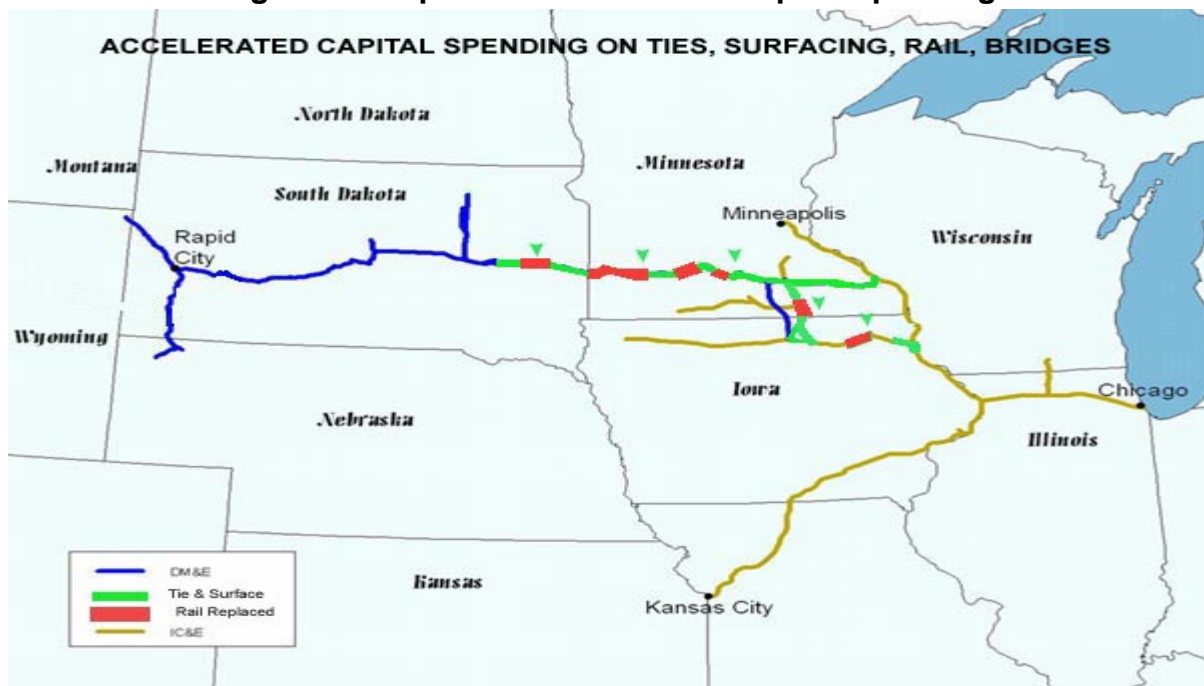 ACCELERATED CAPITAL SPENDING ON TIES, SURFACING, RAIL, BRIDGES
North Dakota
Montana
Minnesota
South Dakota
Minneapolis
Rapid
City
Wisconsin
Wyoming
Iowa
Chicago
Nebraska
Illinois
DM&E
Tie & Surface
Rail Replaced
IC&E
Kansas
Kansas City